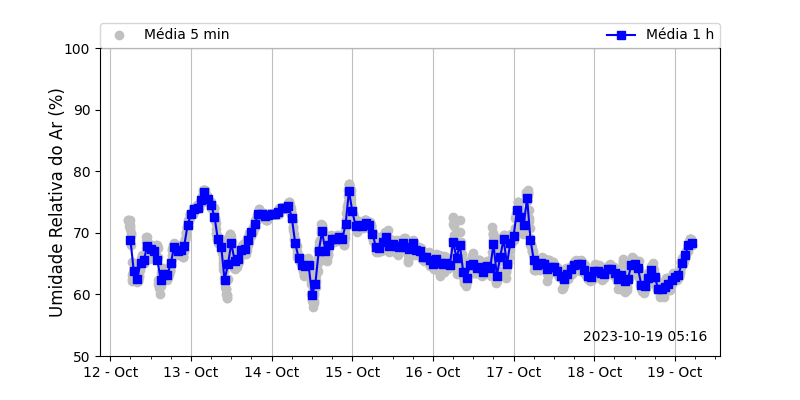 Média 5 min
Média 1 h
Umidade Relativa do Ar (%)
100
90
80
70
60
50
2023-10-19 05:16
12 - Oct
13 - Oct
14 - Oct
15 - Oct
16 - Oct
17 - Oct
18 - Oct
19 - Oct